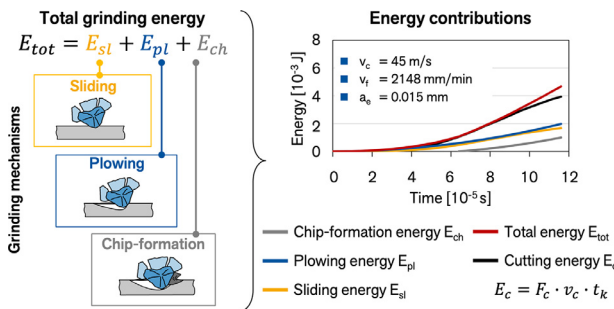 Total grinding energy
E_tot = E_sl + E_pl + E_ch
Grinding mechanisms
Sliding
Plowing
Chip-formation
Energy contributions
Energy [10⁻³ J]
8
6
4
2
0
v_c = 45 m/s
v_f = 2148 mm/min
a_e = 0.015 mm
0 2 4 6 8 10 12
Time [10⁻⁵ s]
Chip-formation energy E_ch
Plowing energy E_pl
Sliding energy E_sl
Total energy E_tot
Cutting energy E
E_c = F_c · v_c · t_k